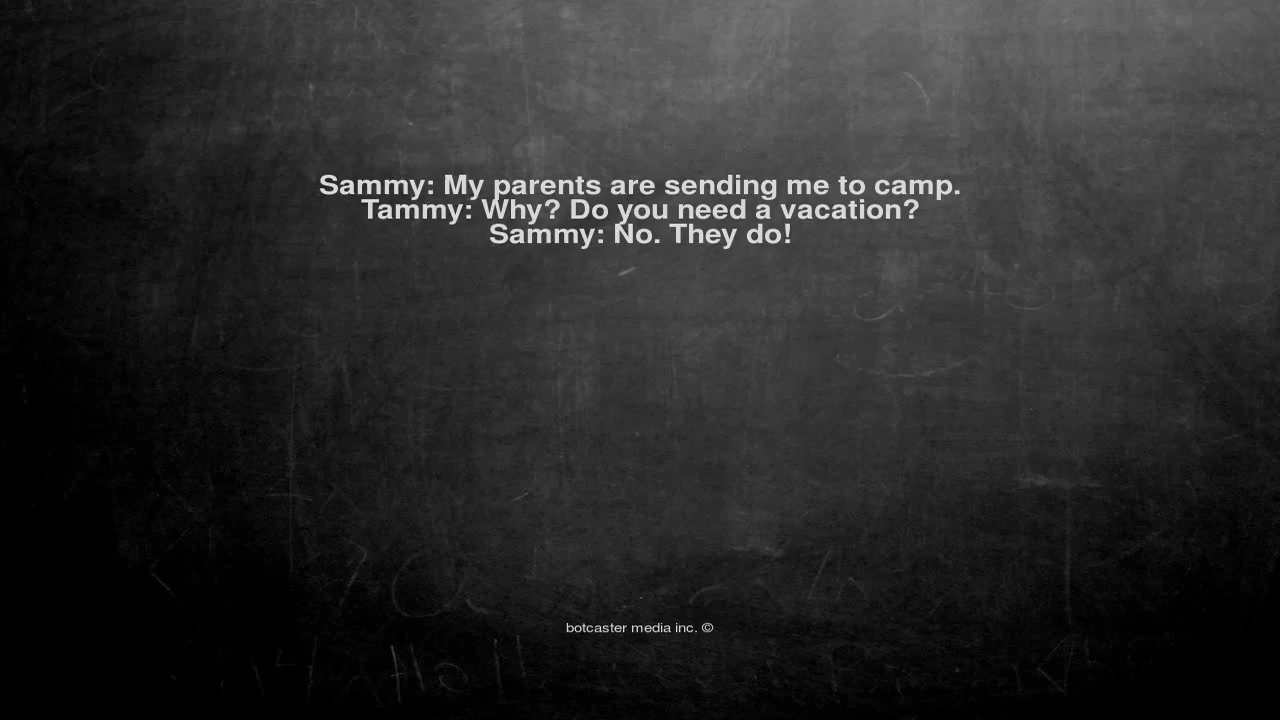 Sammy: My parents are sending me to camp.
Tammy: Why? Do you need a vacation?
Sammy: No. They do!
botcaster media inc. ©